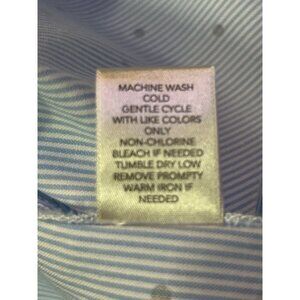 MACHINE WASH
COLD
GENTLE CYCLE
WITH LIKE COLORS
ONLY
NON-CHLORINE
BLEACH IF NEEDED
TUMBLE DRY LOW
REMOVE PROMPTY
WARM IRON IF
NEEDED